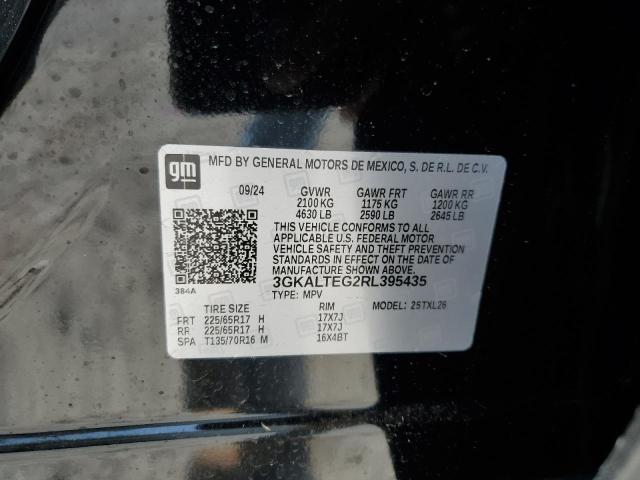 gm
MFD BY GENERAL MOTORS DE MEXICO, S. DE R.L. DE C.V.
09/24 GVWR GAWR FRT GAWR RR
2100 KG 1175 KG 1200 KG
4630 LB 2590 LB 2645 LB
THIS VEHICLE CONFORMS TO ALL
APPLICABLE U.S. FEDERAL MOTOR
VEHICLE SAFETY AND THEFT PREVENTION
STANDARDS IN EFFECT ON THE DATE OF
MANUFACTURE SHOWN ABOVE.
384A 3GKALTEG2RL395435
TYPE: MPV MODEL: 25TXL26
TIRE SIZE RIM
FRT 225/65R17 H 17X7J
RR 225/65R17 H 17X7J
SPA T135/70R16 M 16X4BT